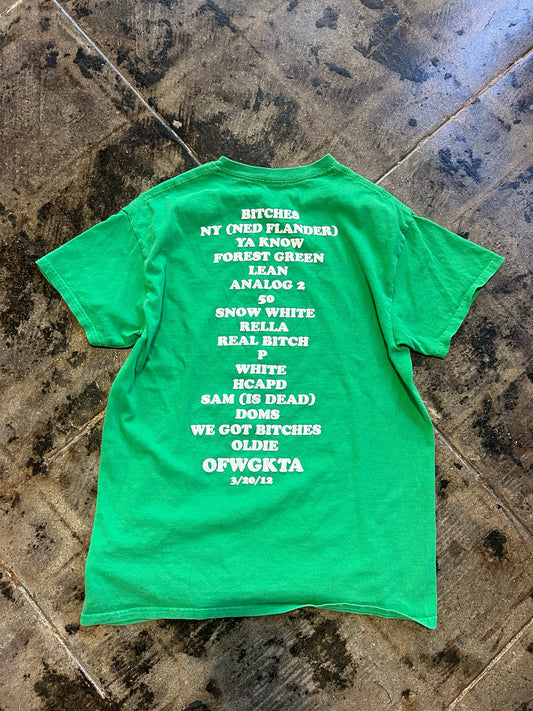 BITCHES
NY (NED FLANDER)
YA KNOW
FOREST GREEN
LEAN
ANALOG 2
50
SNOW WHITE
RELLA
REAL BITCH
P
WHITE
HCAPD
SAM (IS DEAD)
DOMS
WE GOT BITCHES
OLDIE
OFWGKTA
3/20/12